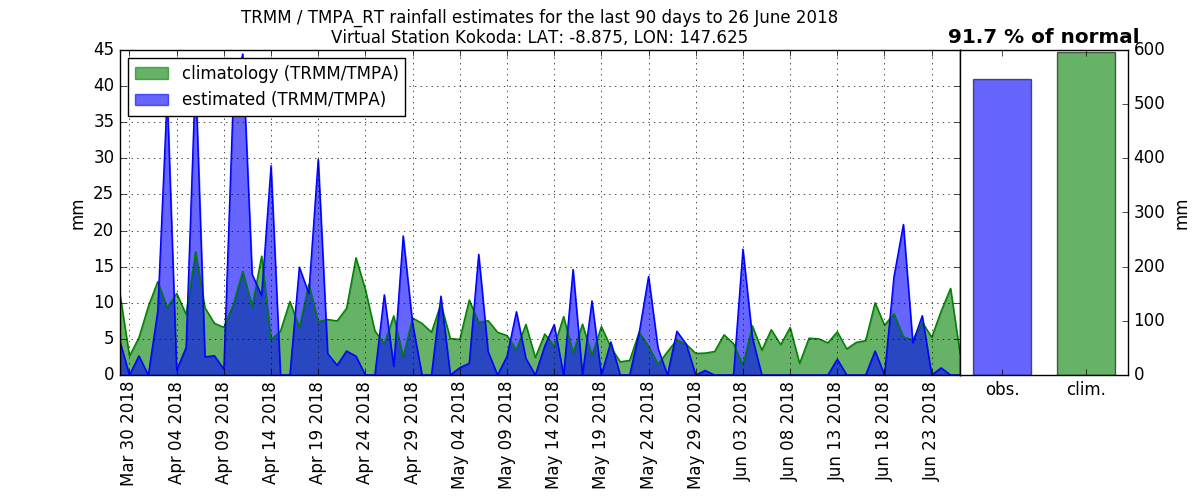 TRMM / TMPA_RT rainfall estimates for the last 90 days to 26 June 2018
Virtual Station Kokoda: LAT: -8.875, LON: 147.625
91.7 % of normal
climatology (TRMM/TMPA)
estimated (TRMM/TMPA)
mm
45
40
35
30
25
20
15
10
5
0
Mar 30 2018
Apr 04 2018
Apr 09 2018
Apr 14 2018
Apr 19 2018
Apr 24 2018
Apr 29 2018
May 04 2018
May 09 2018
May 14 2018
May 19 2018
May 24 2018
May 29 2018
Jun 03 2018
Jun 08 2018
Jun 13 2018
Jun 18 2018
Jun 23 2018
obs.
clim.
600
500
400
300
200
100
0
mm